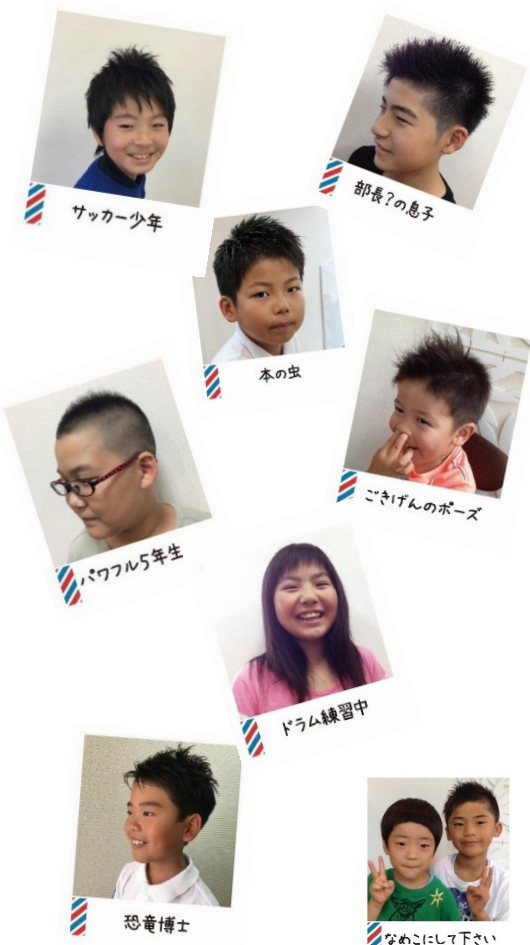 サッカー少年
部長?の息子
本の虫
ごきげんのポーズ
パワフル5年生
ドラム練習中
恐竜博士
なめこにして下さい